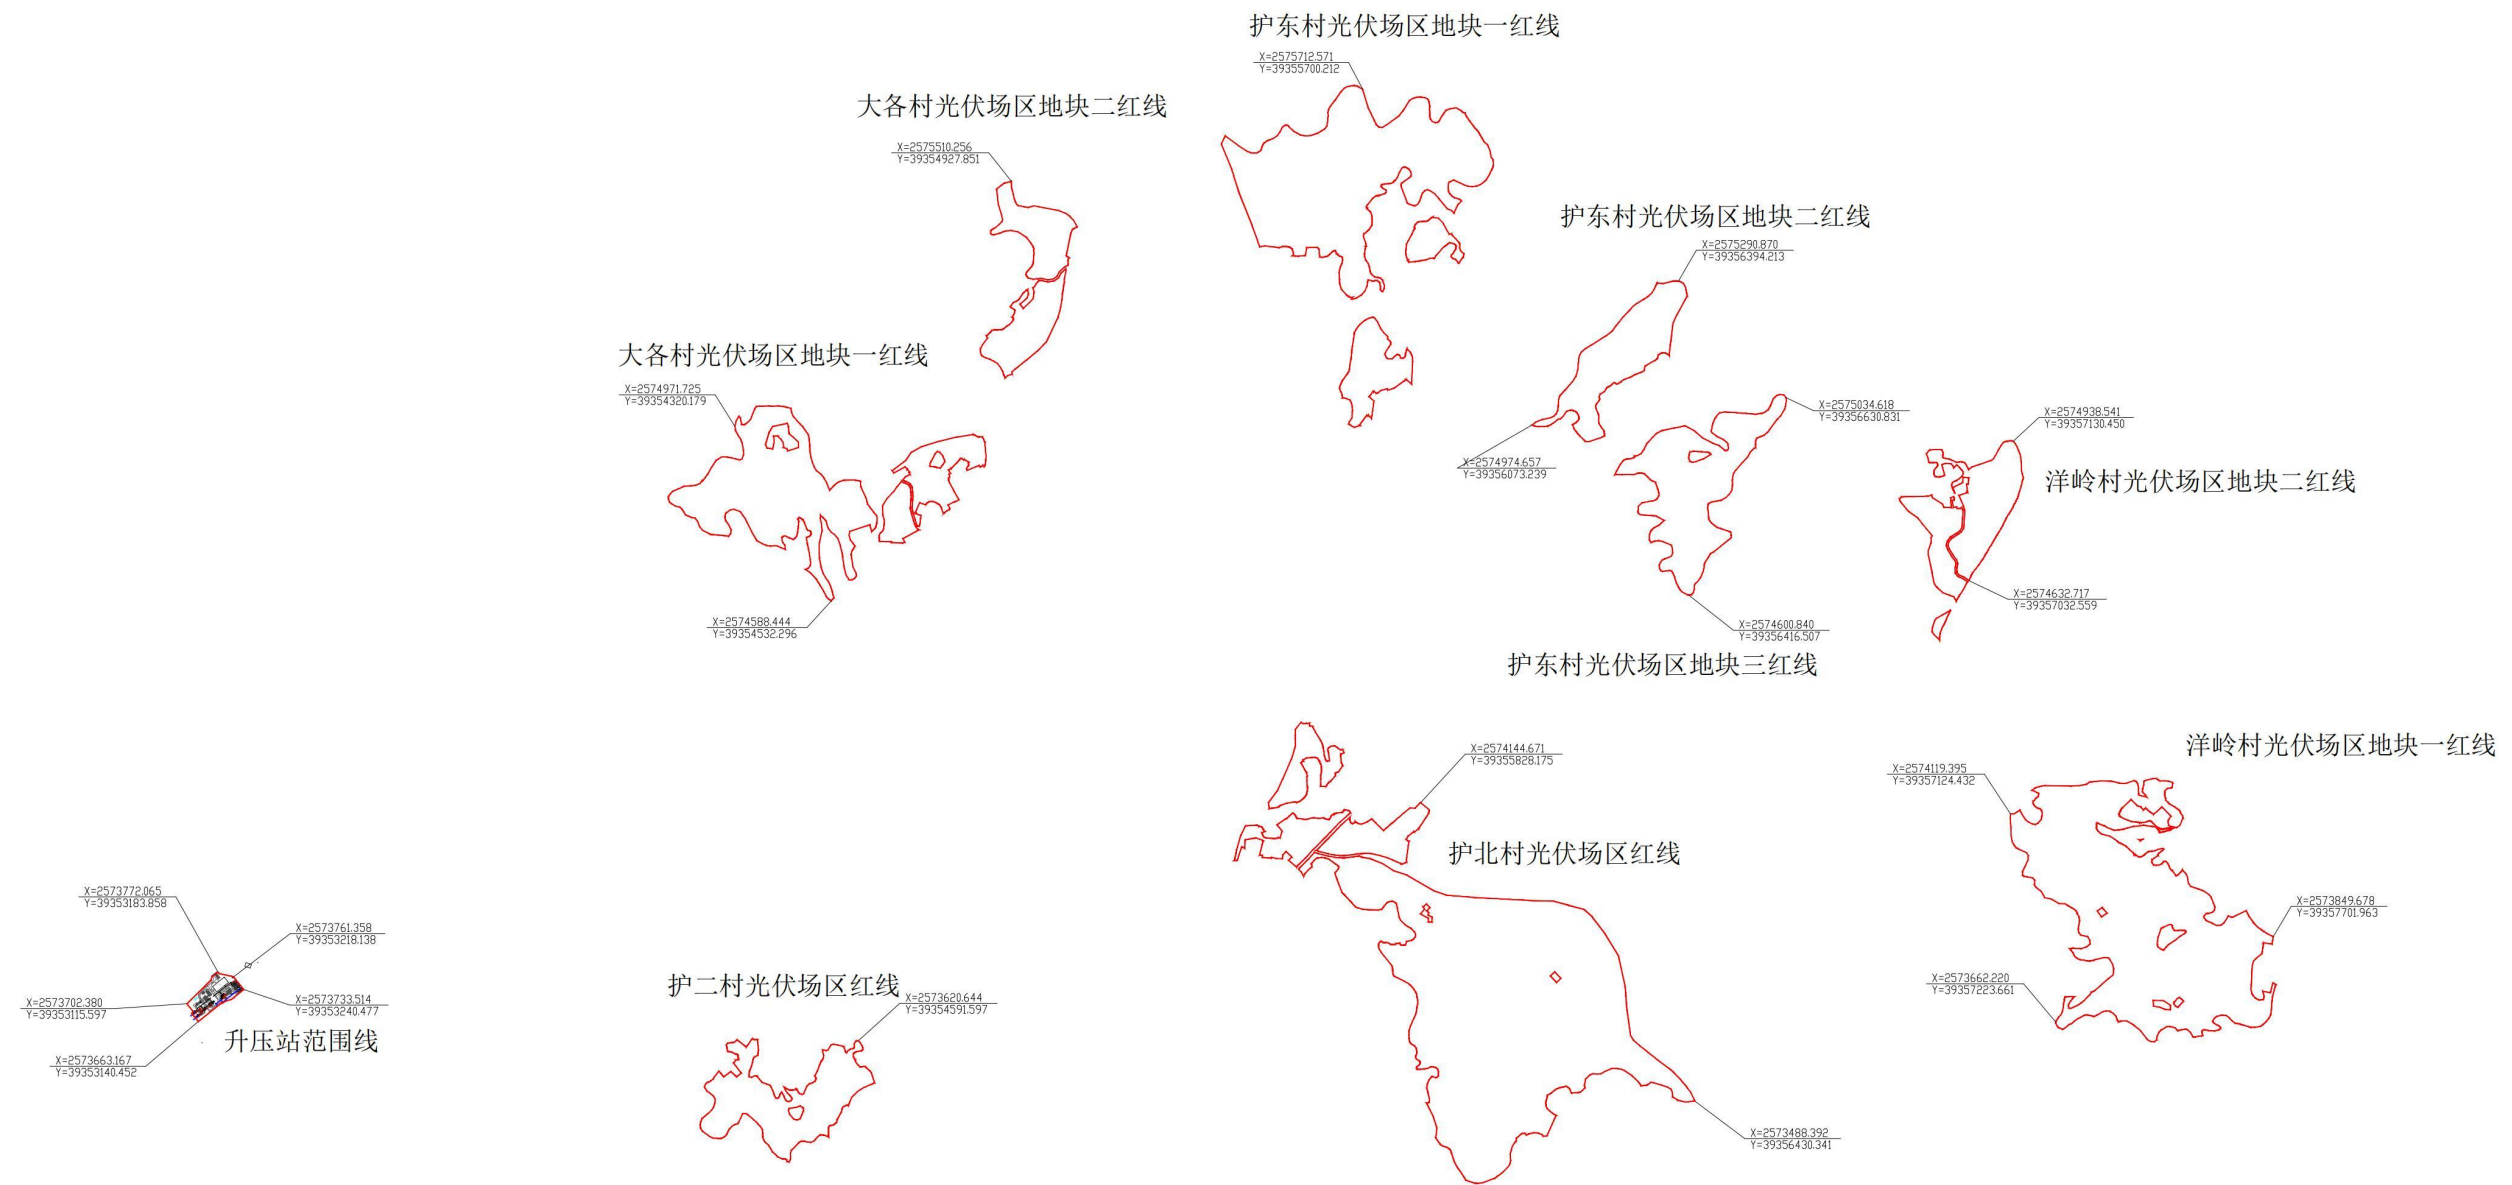 护东村光伏场区地块一红线
X=2575712.571
Y=39355700.212
大各村光伏场区地块二红线
X=2575510.256
Y=39354927.851
护东村光伏场区地块二红线
X=2575290.870
Y=39356394.213
大各村光伏场区地块一红线
X=2574971.725
Y=39354320.179
X=2575034.618
Y=39356630.831
X=2574938.541
Y=39357130.450
X=2574974.657
Y=39356073.239
洋岭村光伏场区地块二红线
X=2574632.717
Y=39357032.559
X=2574588.444
Y=39354532.296
X=2574600.840
Y=39356416.507
护东村光伏场区地块三红线
X=2574144.671
Y=39355828.175
洋岭村光伏场区地块一红线
X=2574119.395
Y=39357124.432
护北村光伏场区红线
X=2573772.065
Y=39353183.858
X=2573849.678
Y=39357701.963
X=2573761.358
Y=39353218.138
护二村光伏场区红线
X=2573662.220
Y=39357223.661
X=2573702.380
Y=39353115.597
X=2573733.514
Y=39353240.477
X=2573620.644
Y=39354591.597
升压站范围线
X=2573663.167
Y=39353140.452
X=2573488.392
Y=39356430.341